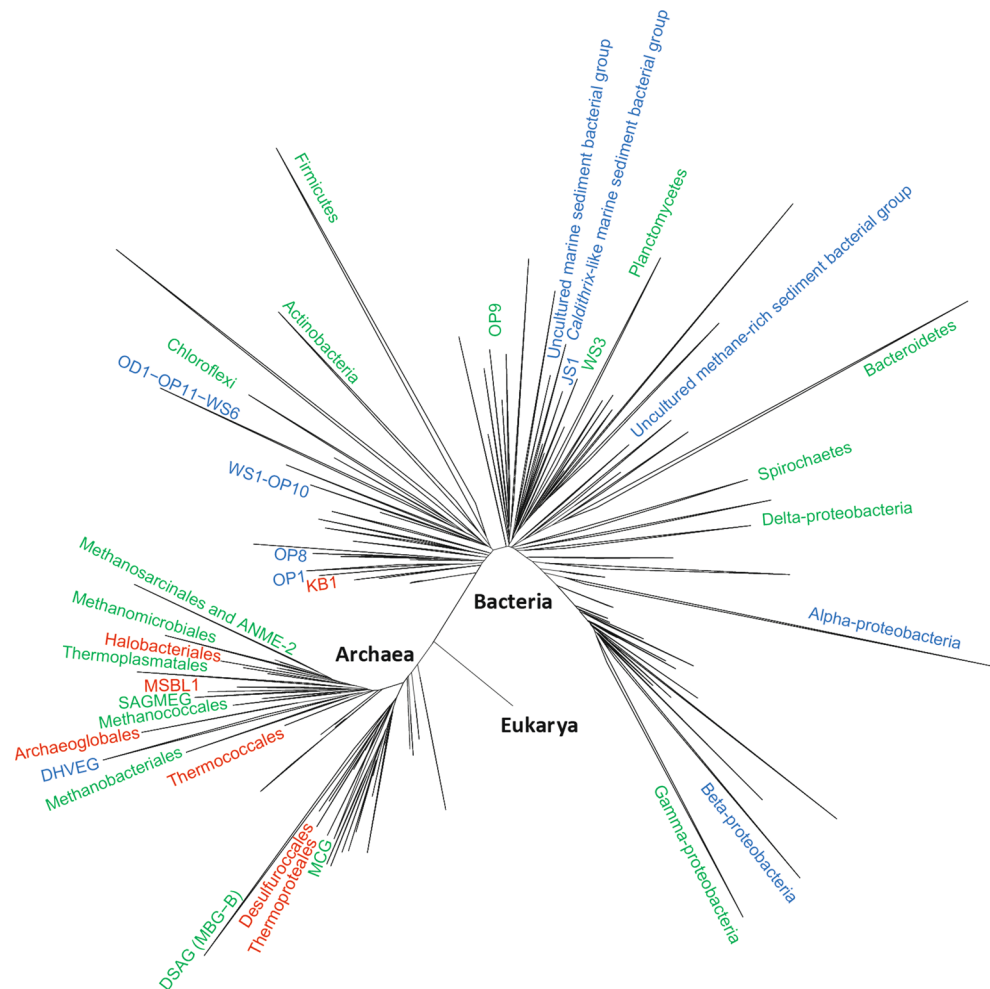 Uncultured marine sediment bacterial group
Caldithrix-like marine sediment bacterial group
Firmicutes
Planctomycetes
Uncultured methane-rich sediment bacterial group
OP9
Actinobacteria
Bacteroidetes
WS3
JS1
Chloroflexi
OD1−OP11−WS6
WS1-OP10
Spirochaetes
Delta-proteobacteria
OP8
OP1
KB1
Bacteria
Methanosarcinales and ANME-2
Methanomicrobiales
Alpha-proteobacteria
Halobacteriales
Archaea
Thermoplasmatales
MSBL1
SAGMEG
Methanococcales
Eukarya
Archaeoglobales
Thermococcales
DHVEG
Methanobacteriales
Beta-proteobacteria
Gamma-proteobacteria
Desulfuroccales
MCG
Thermoproteales
DSAG (MBG−B)